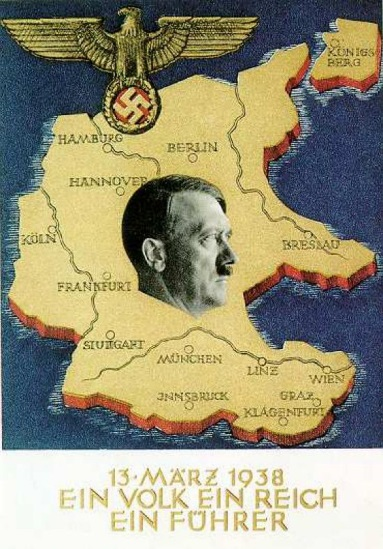 KÖNIGS
BERG
HAMBURG
BERLIN
HANNOVER
KÖLN
BRESLAU
FRANKFURT
STUTTGART
MÜNCHEN
LINZ
WIEN
INNSBRUCK
GRAZ
KLAGENFURT
13·MÄRZ 1938
EIN VOLK EIN REICH
EIN FÜHRER